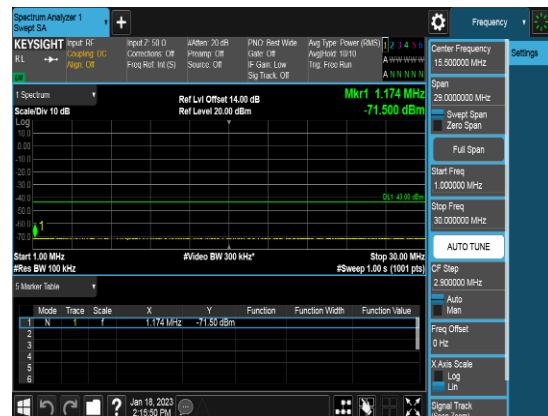 Spectrum Analyzer 1
Swept SA
+
Frequency
KEYSIGHT
RL
LM
Input: RF
Coupling: DC
Align: Off
Input Z: 50 Ω
Corrections: Off
Freq Ref: Int (S)
#Atten: 20 dB
Preamp: Off
Source: Off
PNO: Best Wide
Gate: Off
IF Gain: Low
Sig Track: Off
Avg Type: Power (RMS)
Avg|Hold: 10/10
Trig: Free Run
1 2 3 4 5 6
A W W W W W
A N N N N N
1 Spectrum
Scale/Div 10 dB
Log
Ref Lvl Offset 14.00 dB
Ref Level 20.00 dBm
Mkr1 1.174 MHz
-71.500 dBm
10.0
0.00
-10.0
-20.0
-30.0
-40.0
-50.0
-60.0
-70.0
1
DL1 -43.00 dBm
Start 1.00 MHz
#Res BW 100 kHz
#Video BW 300 kHz*
Stop 30.00 MHz
#Sweep 1.00 s (1001 pts)
5 Marker Table
Mode Trace Scale X Y Function Function Width Function Value
1 N 1 f 1.174 MHz -71.50 dBm
2
3
4
5
6
?
Jan 18, 2023
2:15:50 PM
Center Frequency
15.500000 MHz
Span
29.0000000 MHz
Swept Span
Zero Span
Full Span
Start Freq
1.000000 MHz
Stop Freq
30.000000 MHz
AUTO TUNE
CF Step
2.900000 MHz
Auto
Man
Freq Offset
0 Hz
X Axis Scale
Log
Lin
Signal Track
(Span Zoom)
Settings